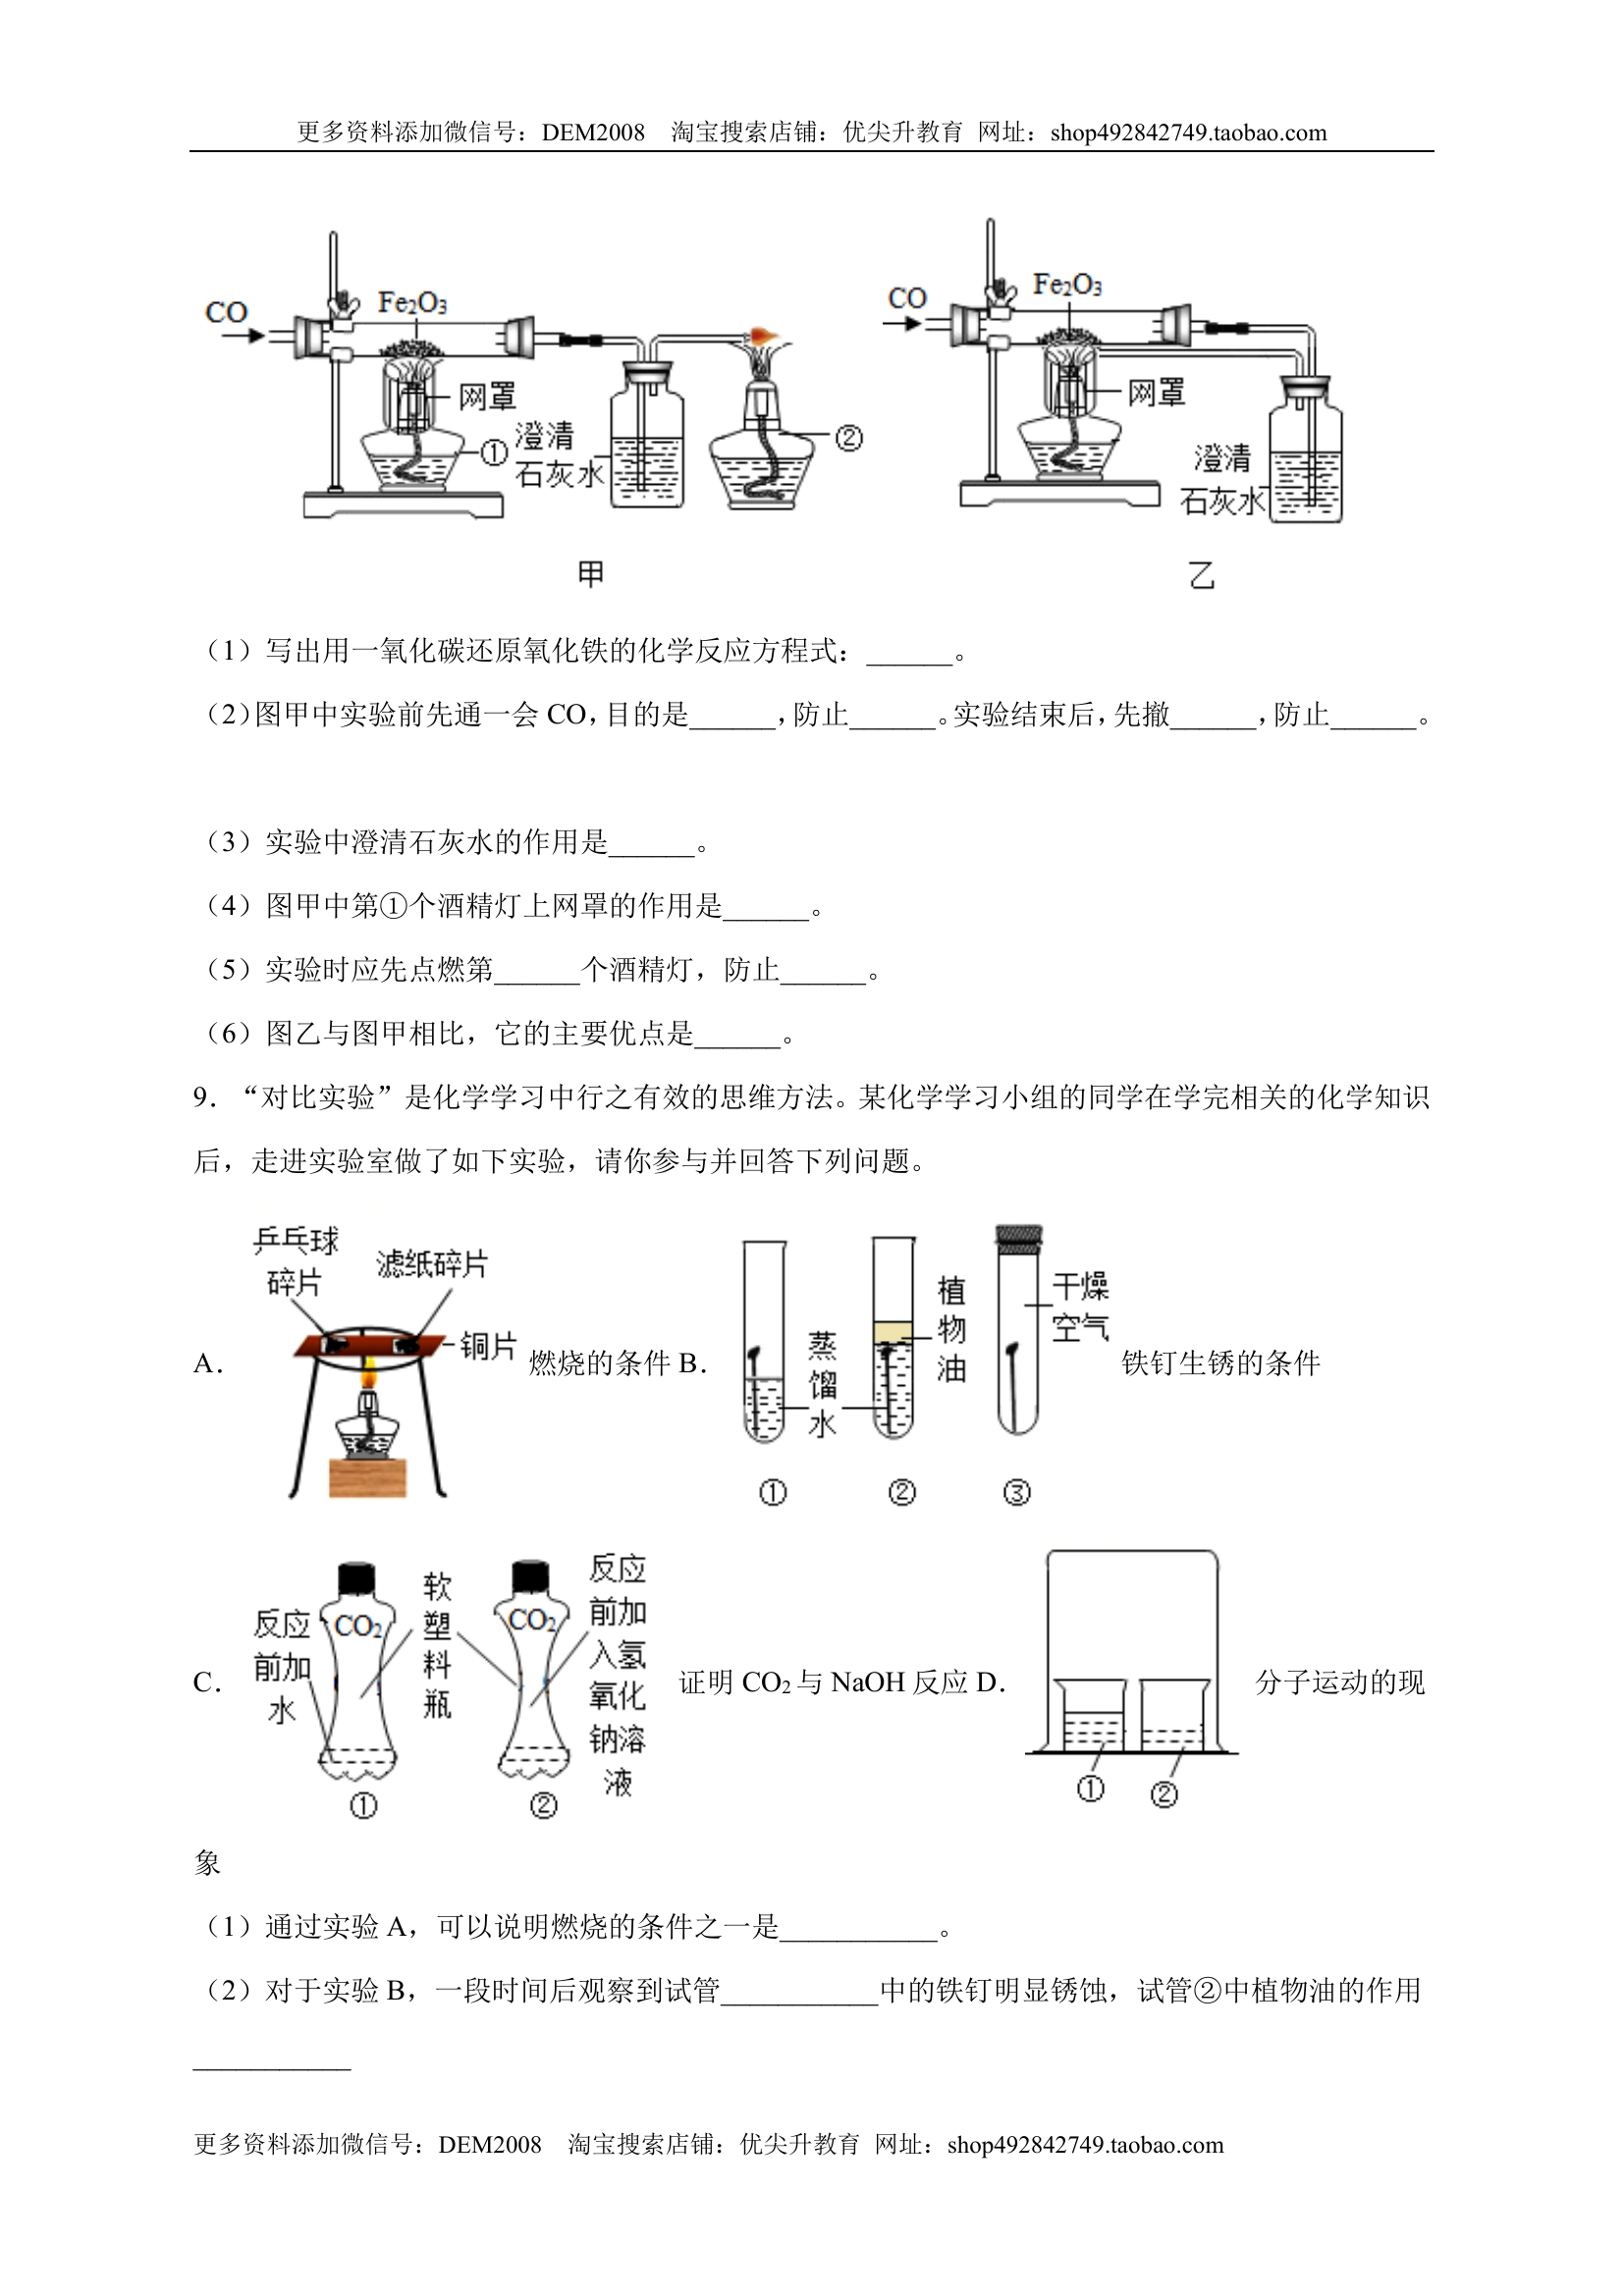 更多资料添加微信号：DEM2008　淘宝搜索店铺：优尖升教育 网址：shop492842749.taobao.com
CO
Fe₂O₃
网罩
①
澄清
石灰水
②
甲
CO
Fe₂O₃
网罩
澄清
石灰水
乙
（1）写出用一氧化碳还原氧化铁的化学反应方程式：______。
（2）图甲中实验前先通一会 CO，目的是______，防止______。实验结束后，先撤______，防止______。
（3）实验中澄清石灰水的作用是______。
（4）图甲中第①个酒精灯上网罩的作用是______。
（5）实验时应先点燃第______个酒精灯，防止______。
（6）图乙与图甲相比，它的主要优点是______。
9．“对比实验”是化学学习中行之有效的思维方法。某化学学习小组的同学在学完相关的化学知识
后，走进实验室做了如下实验，请你参与并回答下列问题。
A．
乒乓球
碎片
滤纸碎片
铜片
燃烧的条件 B．
蒸
馏
水
植
物
油
干燥
空气
①
②
③
铁钉生锈的条件
C．
反应
前加
水
CO₂
软
塑
料
瓶
CO₂
反应
前加
入氢
氧化
钠溶
液
①
②
证明 CO₂ 与 NaOH 反应 D．
①
②
分子运动的现
象
（1）通过实验 A，可以说明燃烧的条件之一是___________。
（2）对于实验 B，一段时间后观察到试管___________中的铁钉明显锈蚀，试管②中植物油的作用
___________
更多资料添加微信号：DEM2008　淘宝搜索店铺：优尖升教育 网址：shop492842749.taobao.com